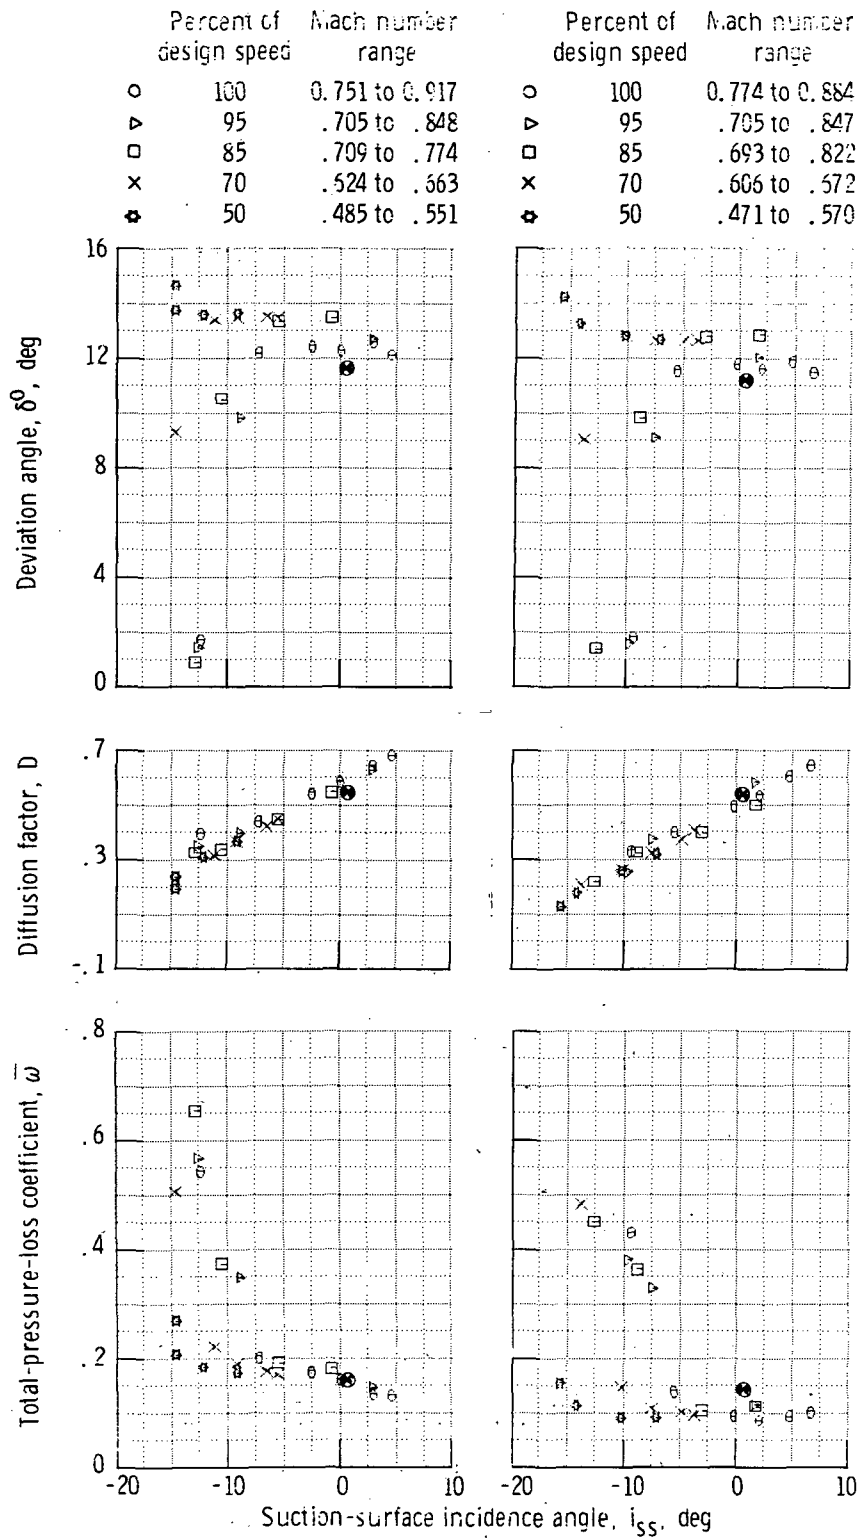 Percent of Mach number
design speed range
100 0.751 to 0.917
95 .705 to .848
85 .709 to .774
70 .524 to .663
50 .485 to .551
Percent of Mach number
design speed range
100 0.774 to 0.884
95 .705 to .847
85 .693 to .822
70 .606 to .572
50 .471 to .570
Deviation angle, δ°, deg
16
12
8
4
0
Diffusion factor, D
.7
.3
-.1
Total-pressure-loss coefficient, ω̅
.8
.6
.4
.2
0
-20 -10 0 10
-20 -10 0 10
Suction-surface incidence angle, iss, deg